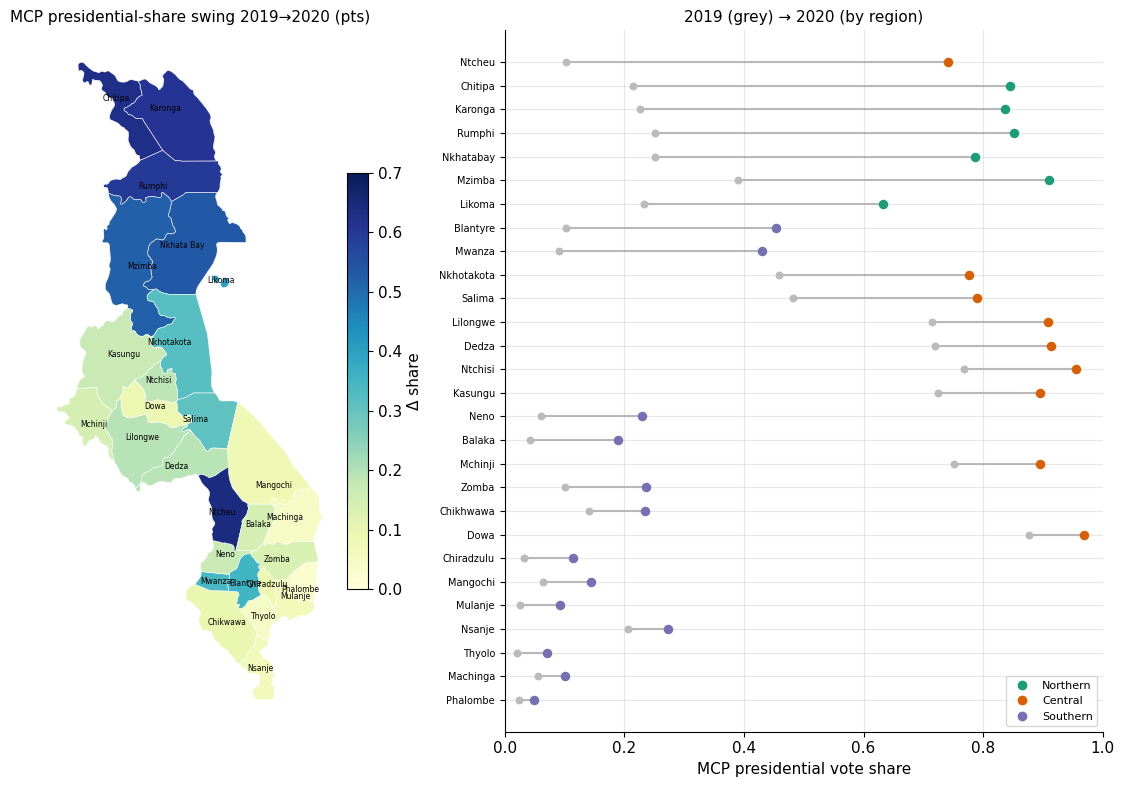 MCP presidential-share swing 2019→2020 (pts)
Chitipa
Karonga
Rumphi
Nkhata Bay
Mzimba
Likoma
Nkhotakota
Kasungu
Ntchisi
Dowa
Salima
Mchinji
Lilongwe
Dedza
Mangochi
Ntcheu
Machinga
Balaka
Neno
Zomba
Mwanza
Blantyre
Chiradzulu
Phalombe
Mulanje
Thyolo
Chikwawa
Nsanje
0.7
0.6
0.5
0.4
0.3
0.2
0.1
0.0
Δ share
2019 (grey) → 2020 (by region)
Ntcheu
Chitipa
Karonga
Rumphi
Nkhatabay
Mzimba
Likoma
Blantyre
Mwanza
Nkhotakota
Salima
Lilongwe
Dedza
Ntchisi
Kasungu
Neno
Balaka
Mchinji
Zomba
Chikhwawa
Dowa
Chiradzulu
Mangochi
Mulanje
Nsanje
Thyolo
Machinga
Phalombe
Northern
Central
Southern
0.0 0.2 0.4 0.6 0.8 1.0
MCP presidential vote share